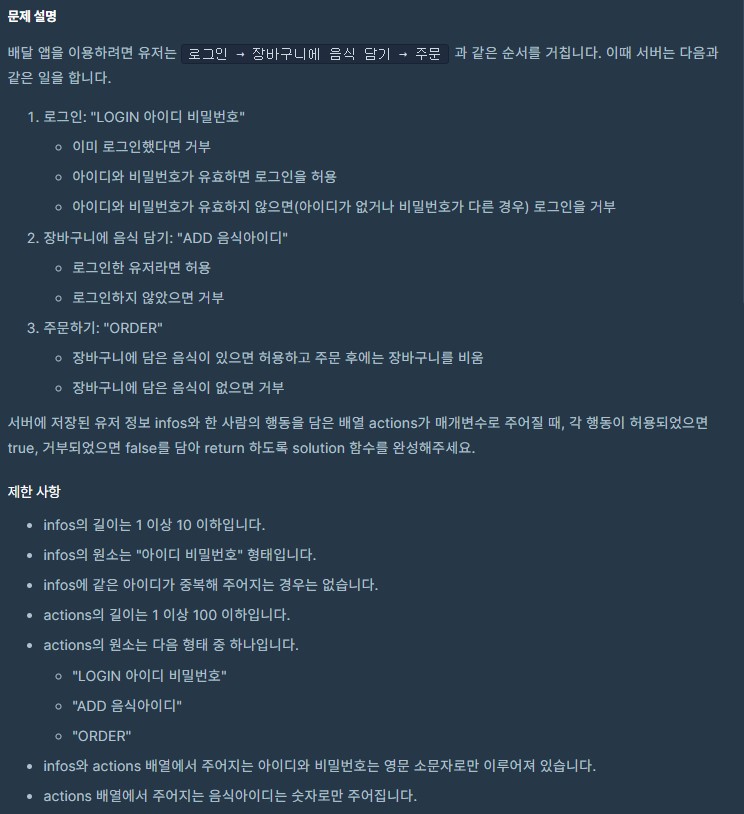 문제 설명
배달 앱을 이용하려면 유저는 로그인 → 장바구니에 음식 담기 → 주문 과 같은 순서를 거칩니다. 이때 서버는 다음과
같은 일을 합니다.
1. 로그인: "LOGIN 아이디 비밀번호"
이미 로그인했다면 거부
아이디와 비밀번호가 유효하면 로그인을 허용
아이디와 비밀번호가 유효하지 않으면(아이디가 없거나 비밀번호가 다른 경우) 로그인을 거부
2. 장바구니에 음식 담기: "ADD 음식아이디"
로그인한 유저라면 허용
로그인하지 않았으면 거부
3. 주문하기: "ORDER"
장바구니에 담은 음식이 있으면 허용하고 주문 후에는 장바구니를 비움
장바구니에 담은 음식이 없으면 거부
서버에 저장된 유저 정보 infos와 한 사람의 행동을 담은 배열 actions가 매개변수로 주어질 때, 각 행동이 허용되었으면
true, 거부되었으면 false를 담아 return 하도록 solution 함수를 완성해주세요.
제한 사항
infos의 길이는 1 이상 10 이하입니다.
infos의 원소는 "아이디 비밀번호" 형태입니다.
infos에 같은 아이디가 중복해 주어지는 경우는 없습니다.
actions의 길이는 1 이상 100 이하입니다.
actions의 원소는 다음 형태 중 하나입니다.
"LOGIN 아이디 비밀번호"
"ADD 음식아이디"
"ORDER"
infos와 actions 배열에서 주어지는 아이디와 비밀번호는 영문 소문자로만 이루어져 있습니다.
actions 배열에서 주어지는 음식아이디는 숫자로만 주어집니다.